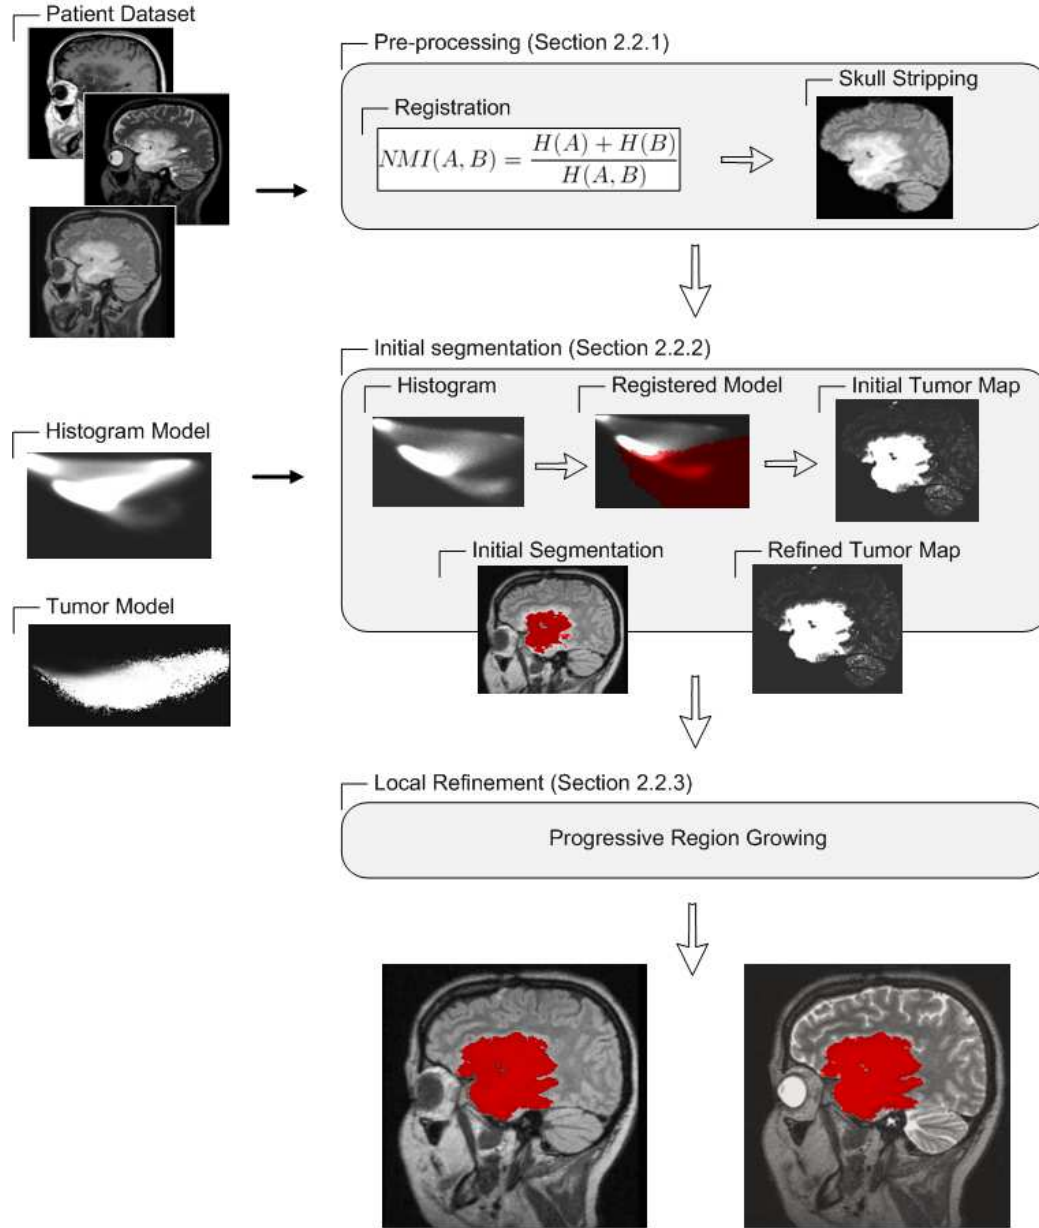 Patient Dataset
Pre-processing (Section 2.2.1)
Registration
NMI(A, B) = \frac{H(A) + H(B)}{H(A, B)}
Skull Stripping
Initial segmentation (Section 2.2.2)
Histogram
Registered Model
Initial Tumor Map
Histogram Model
Initial Segmentation
Refined Tumor Map
Tumor Model
Local Refinement (Section 2.2.3)
Progressive Region Growing